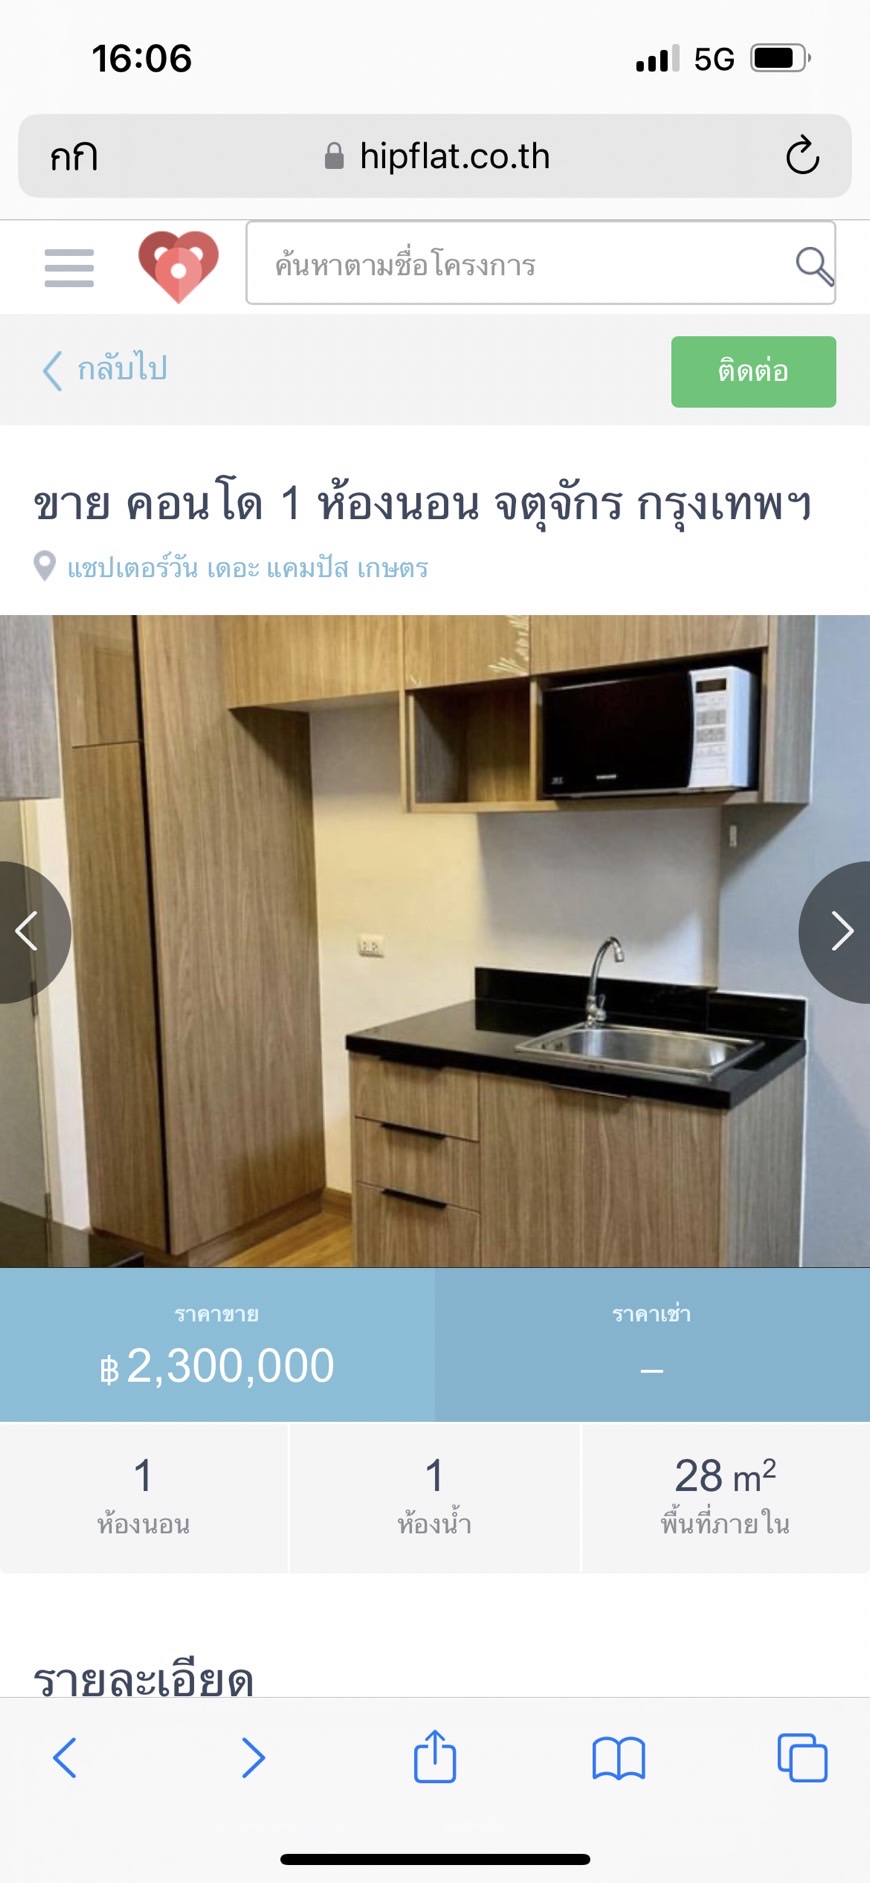 16:06
5G
กก
hipflat.co.th
ค้นหาตามชื่อโครงการ
กลับไป
ติดต่อ
ขาย คอนโด 1 ห้องนอน จตุจักร กรุงเทพฯ
แชปเตอร์วัน เดอะ แคมปัส เกษตร
SAMSUNG
ราคาขาย
ราคาเช่า
฿2,300,000
–
1
1
28 m²
ห้องนอน
ห้องน้ำ
พื้นที่ภายใน
รายละเอียด